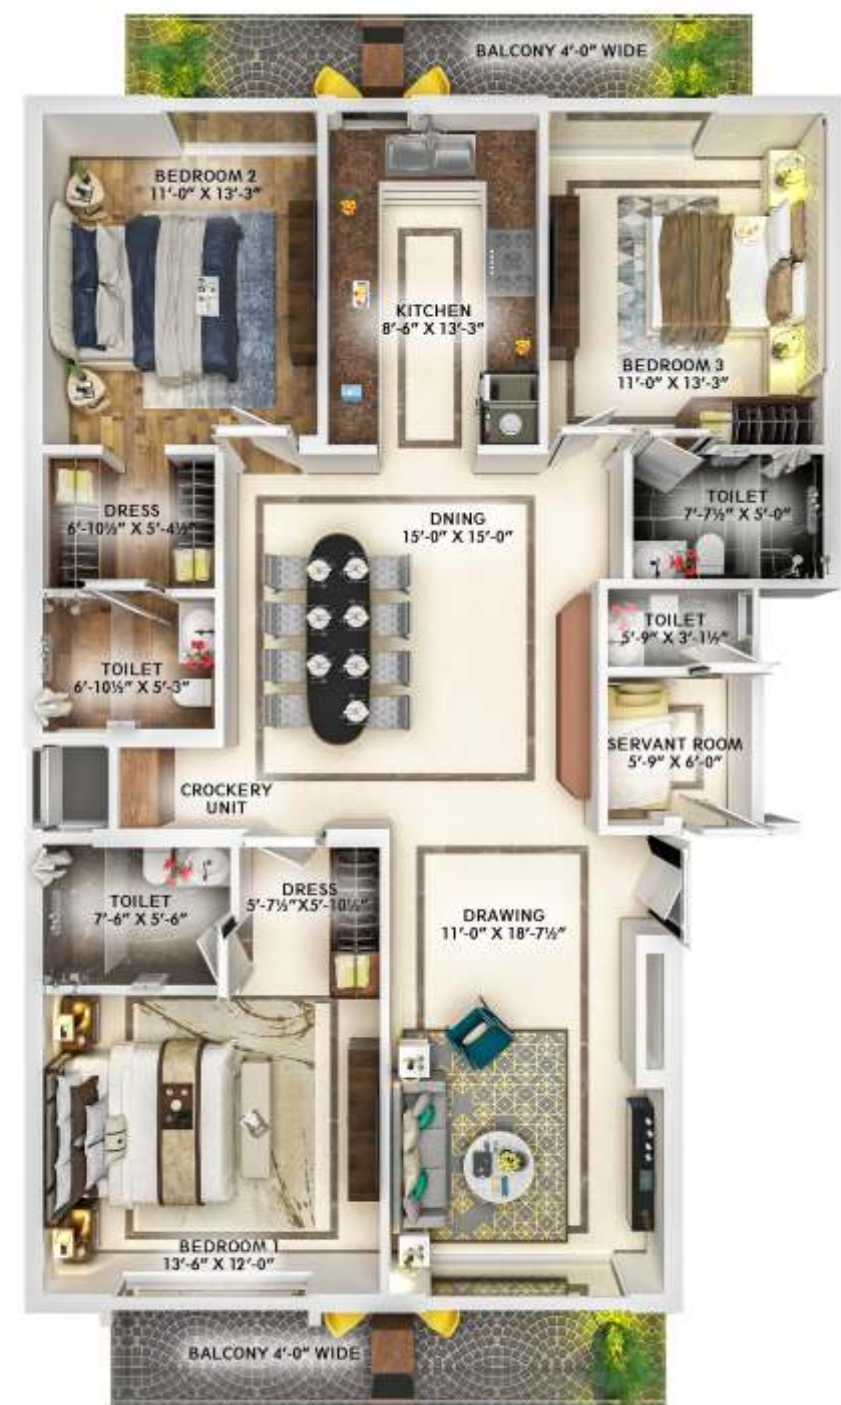 BALCONY 4'-0" WIDE
BEDROOM 2
11'-0" X 13'-3"
KITCHEN
8'-6" X 13'-3"
BEDROOM 3
11'-0" X 13'-3"
DRESS
6'-10½" X 5'-4½"
DNING
15'-0" X 15'-0"
TOILET
7'-7½" X 5'-0"
TOILET
5'-9" X 3'-1½"
TOILET
6'-10½" X 5'-3"
SERVANT ROOM
5'-9" X 6'-0"
CROCKERY
UNIT
TOILET
7'-6" X 5'-6"
DRESS
5'-7½"X5'-10½"
DRAWING
11'-0" X 18'-7½"
BEDROOM 1
13'-6" X 12'-0"
BALCONY 4'-0" WIDE